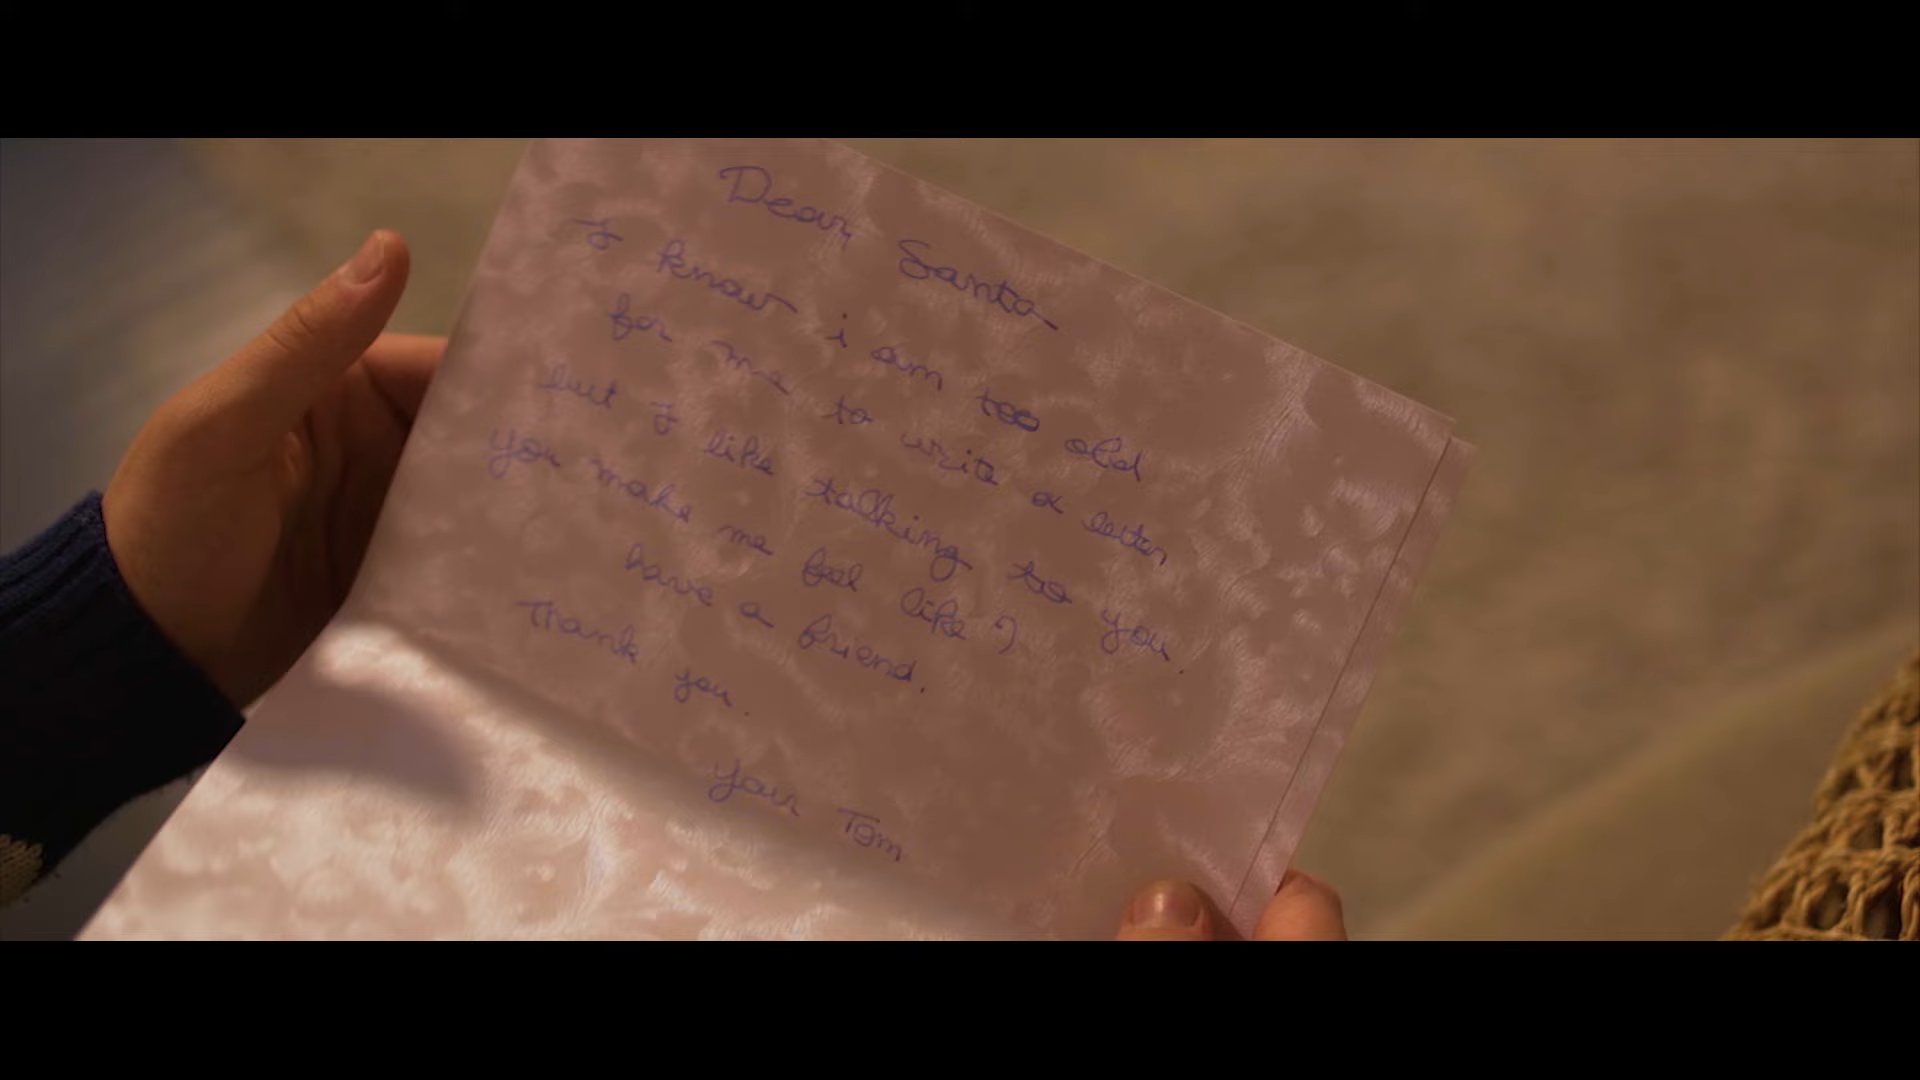 Dear Santa
I know i am too old
for me to write a letter,
but I like talking to you.
you make me feel like I
have a friend.
Thank you.
your Tom